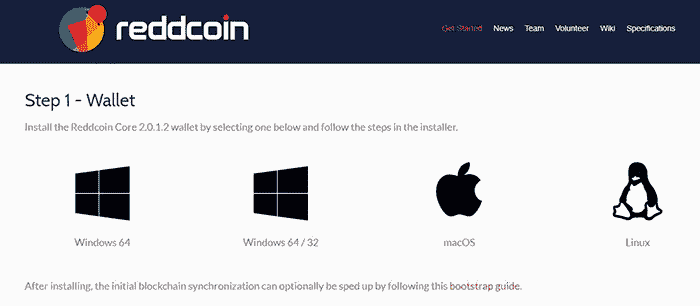 reddcoin
Get Started News Team Volunteer Wiki Specifications
Step 1 - Wallet
Install the Reddcoin Core 2.0.1.2 wallet by selecting one below and follow the steps in the installer.
Windows 64 Windows 64 / 32 macOS Linux
After installing, the initial blockchain synchronization can optionally be sped up by following this bootstrap guide.